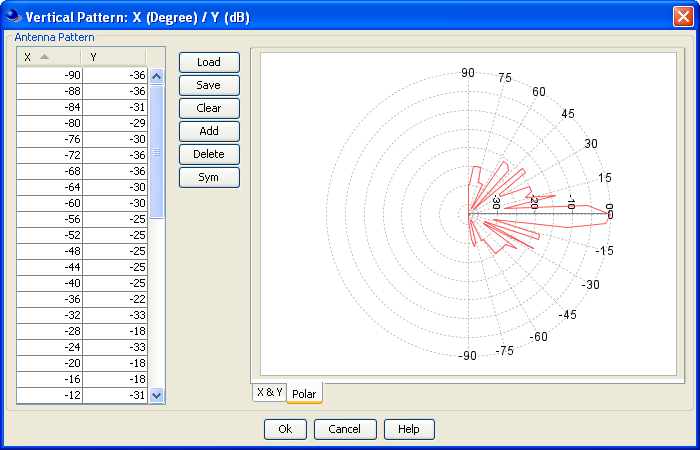 Vertical Pattern: X (Degree) / Y (dB)
Antenna Pattern
X Y
-90 -36
-88 -36
-84 -31
-80 -29
-76 -30
-72 -36
-68 -36
-64 -30
-60 -30
-56 -25
-52 -25
-48 -25
-44 -25
-40 -25
-36 -22
-32 -33
-28 -18
-24 -33
-20 -18
-16 -18
-12 -31
Load
Save
Clear
Add
Delete
Sym
90
75
60
45
30
15
0
-15
-30
-45
-60
-75
-90
-30
-20
-10
0
X & Y
Polar
Ok
Cancel
Help